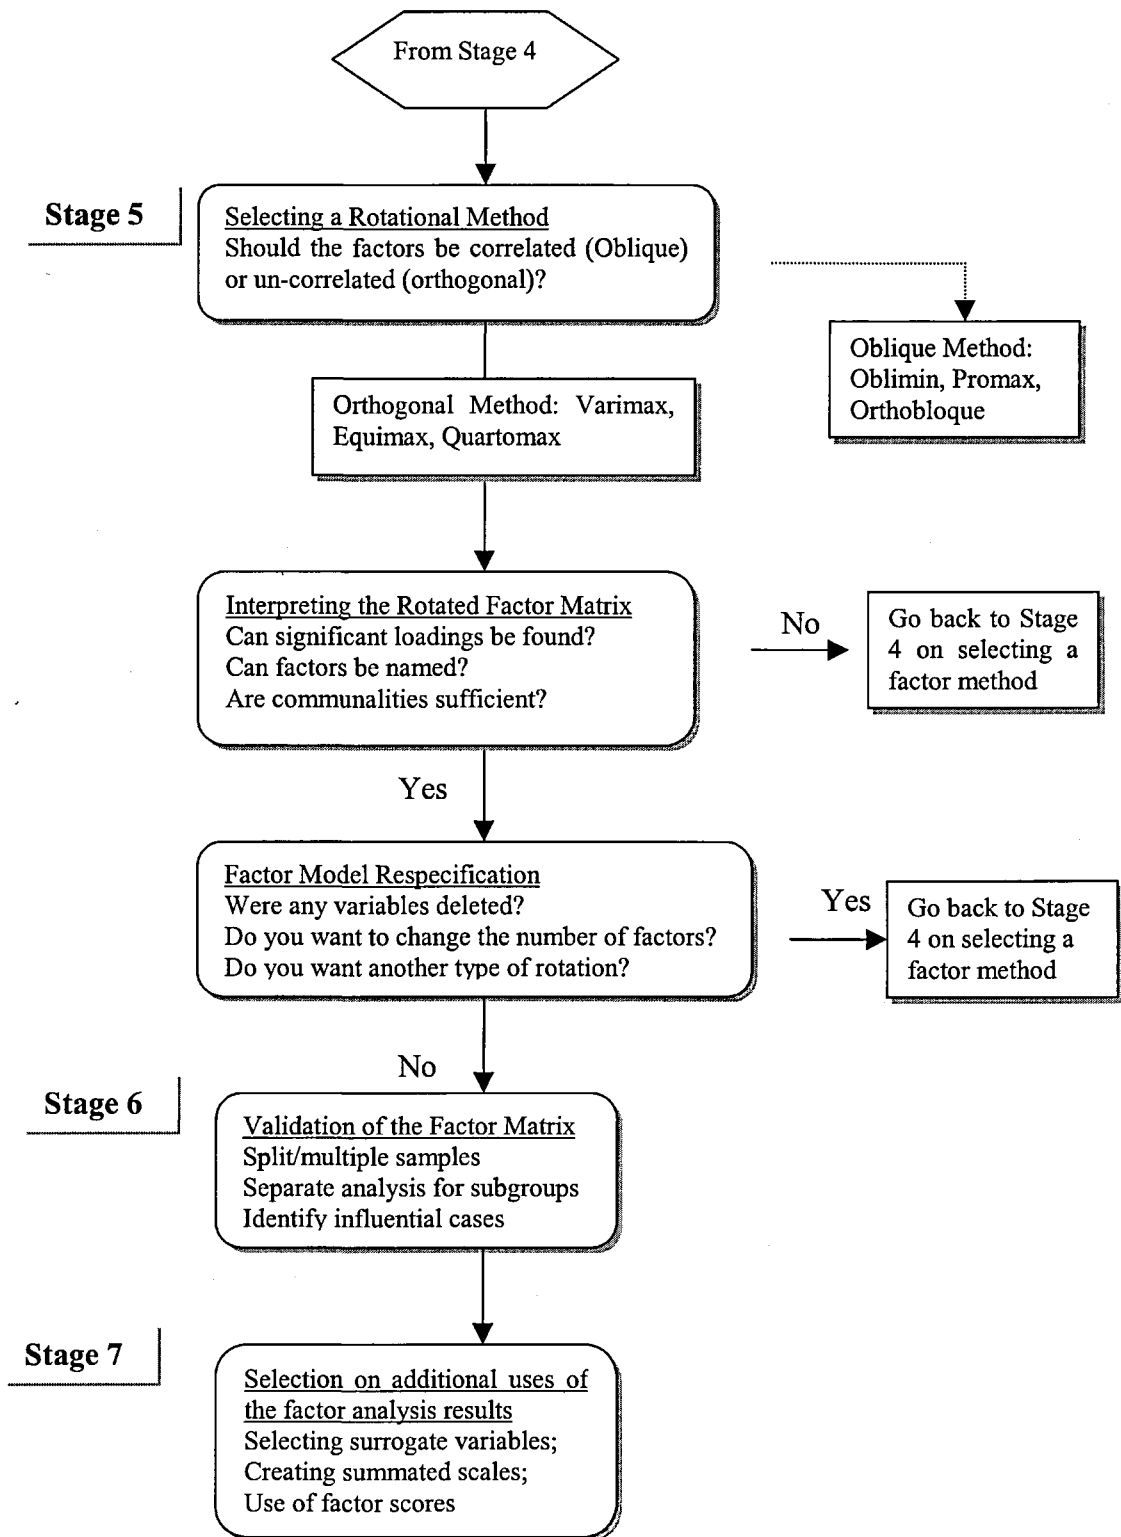 From Stage 4
Stage 5
Selecting a Rotational Method
Should the factors be correlated (Oblique)
or un-correlated (orthogonal)?
Oblique Method:
Oblimin, Promax,
Orthobloque
Orthogonal Method: Varimax,
Equimax, Quartomax
Interpreting the Rotated Factor Matrix
Can significant loadings be found?
Can factors be named?
Are communalities sufficient?
No
Go back to Stage
4 on selecting a
factor method
Yes
Factor Model Respecification
Were any variables deleted?
Do you want to change the number of factors?
Do you want another type of rotation?
Yes
Go back to Stage
4 on selecting a
factor method
No
Stage 6
Validation of the Factor Matrix
Split/multiple samples
Separate analysis for subgroups
Identify influential cases
Stage 7
Selection on additional uses of
the factor analysis results
Selecting surrogate variables;
Creating summated scales;
Use of factor scores